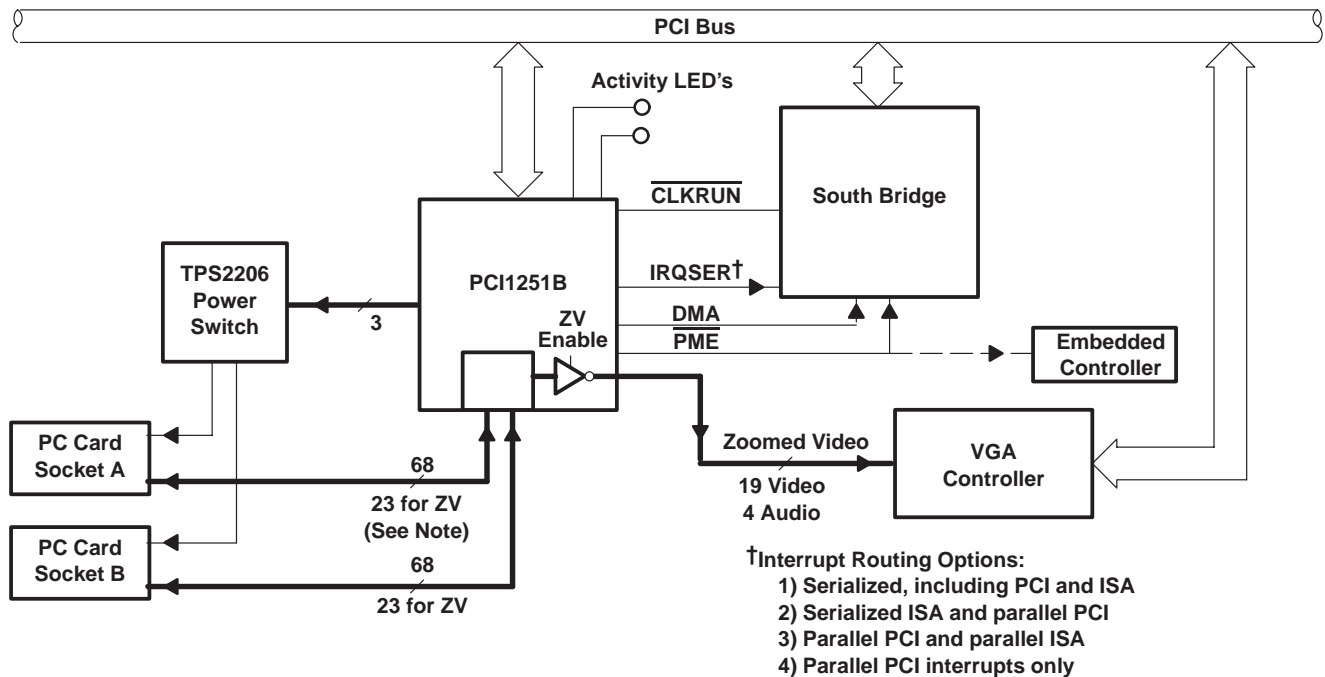 PCI Bus
Activity LED's
CLKRUN
South Bridge
TPS2206
Power
Switch
3
PCI1251B
IRQSER†
DMA
PME
ZV
Enable
Embedded
Controller
PC Card
Socket A
68
23 for ZV
(See Note)
Zoomed Video
19 Video
4 Audio
VGA
Controller
PC Card
Socket B
68
23 for ZV
†Interrupt Routing Options:
1) Serialized, including PCI and ISA
2) Serialized ISA and parallel PCI
3) Parallel PCI and parallel ISA
4) Parallel PCI interrupts only